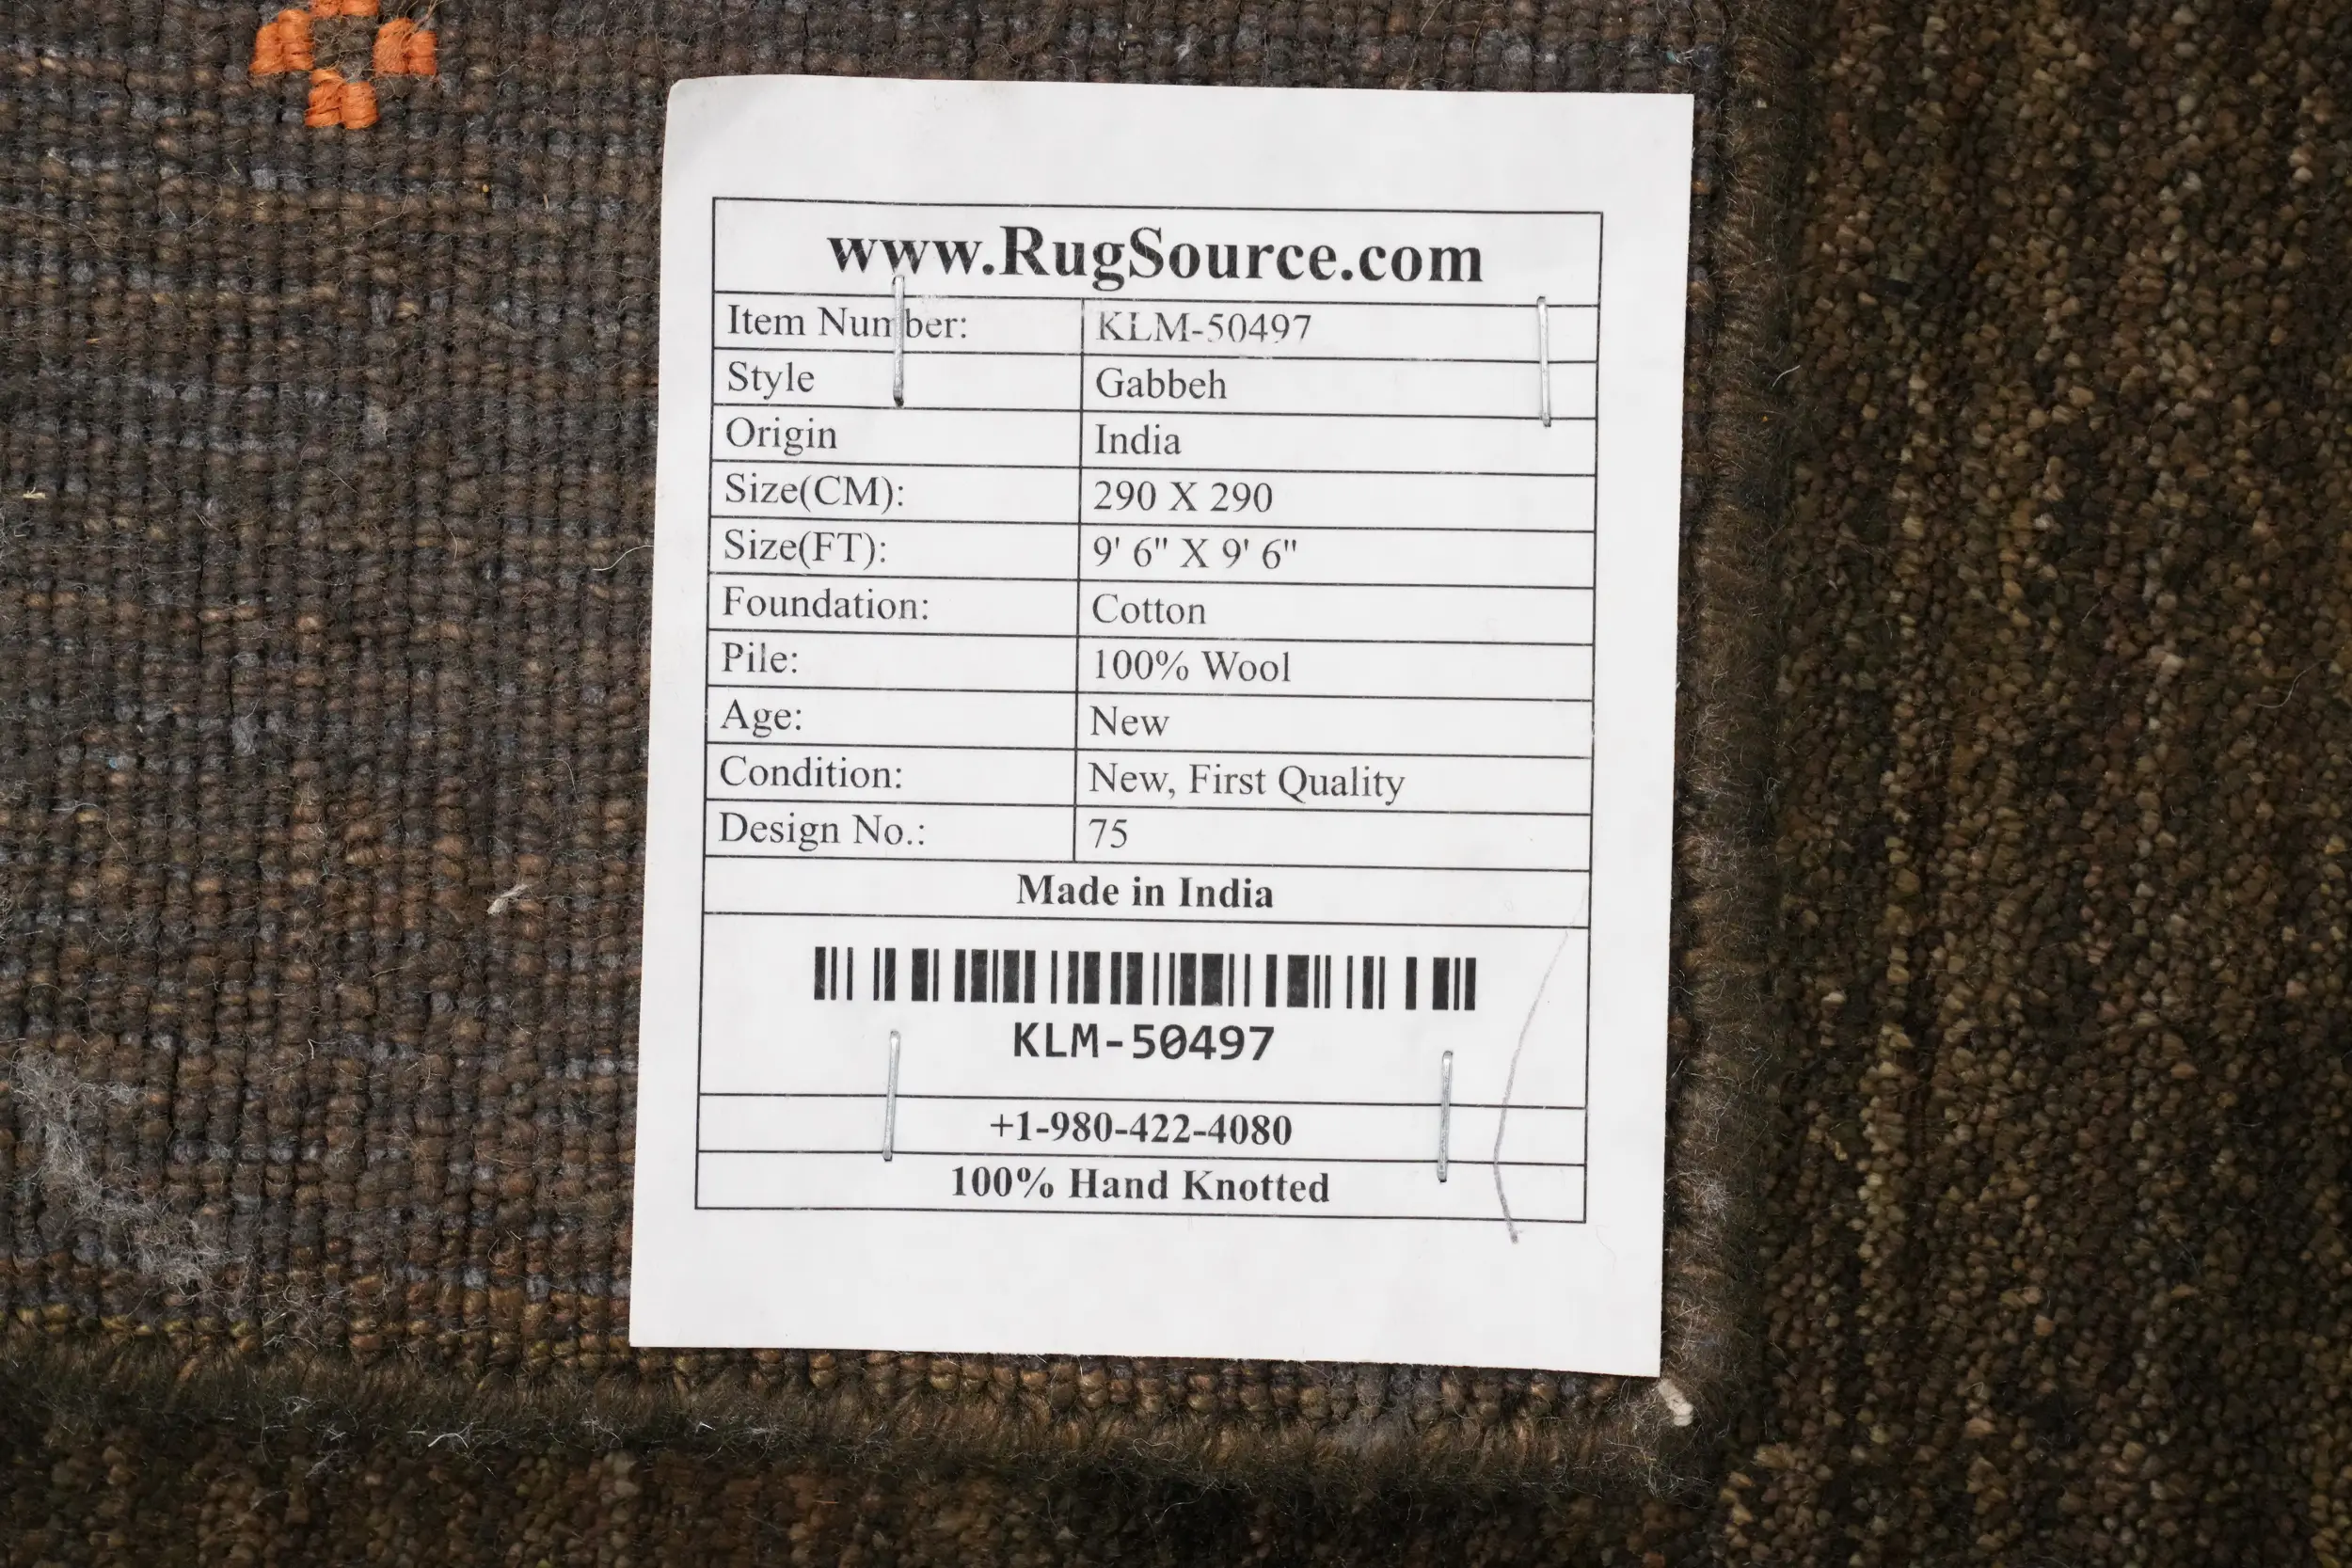 www.RugSource.com
Item Number: KLM-50497
Style Gabbeh
Origin India
Size(CM): 290 X 290
Size(FT): 9' 6" X 9' 6"
Foundation: Cotton
Pile: 100% Wool
Age: New
Condition: New, First Quality
Design No.: 75
Made in India
KLM-50497
+1-980-422-4080
100% Hand Knotted